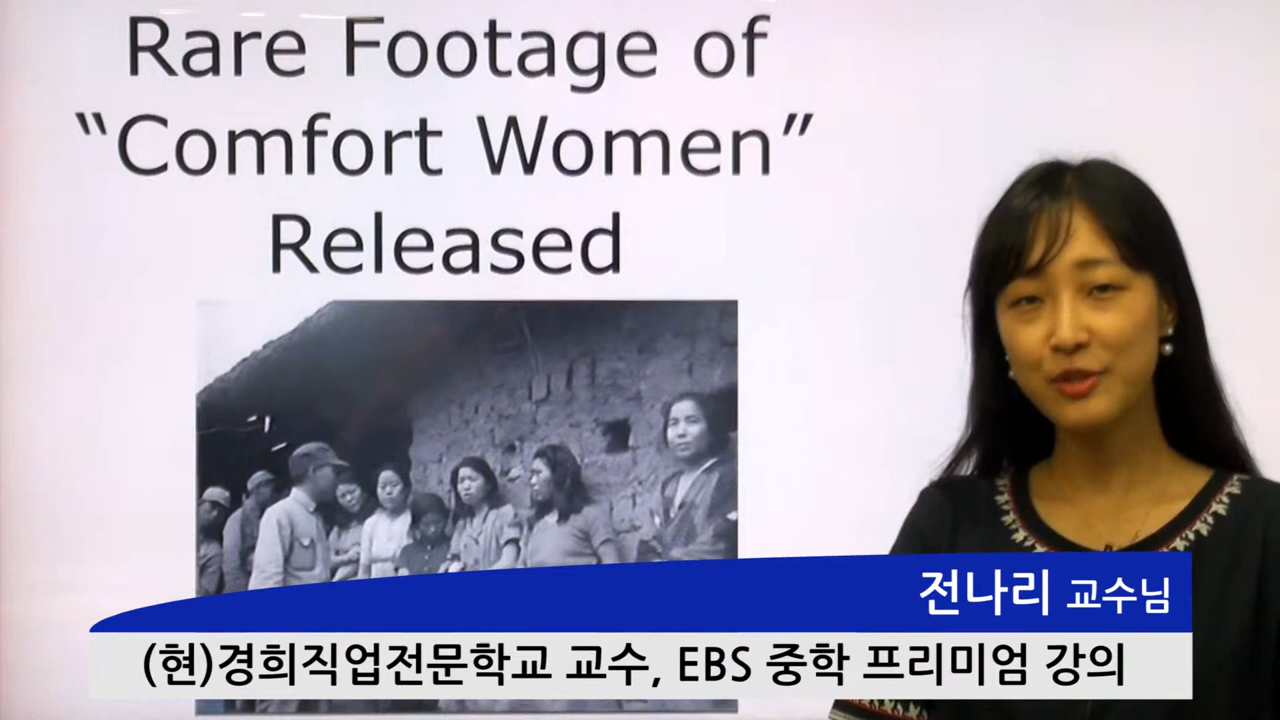 Rare Footage of
“Comfort Women”
Released
전나리 교수님
(현)경희직업전문학교 교수, EBS 중학 프리미엄 강의